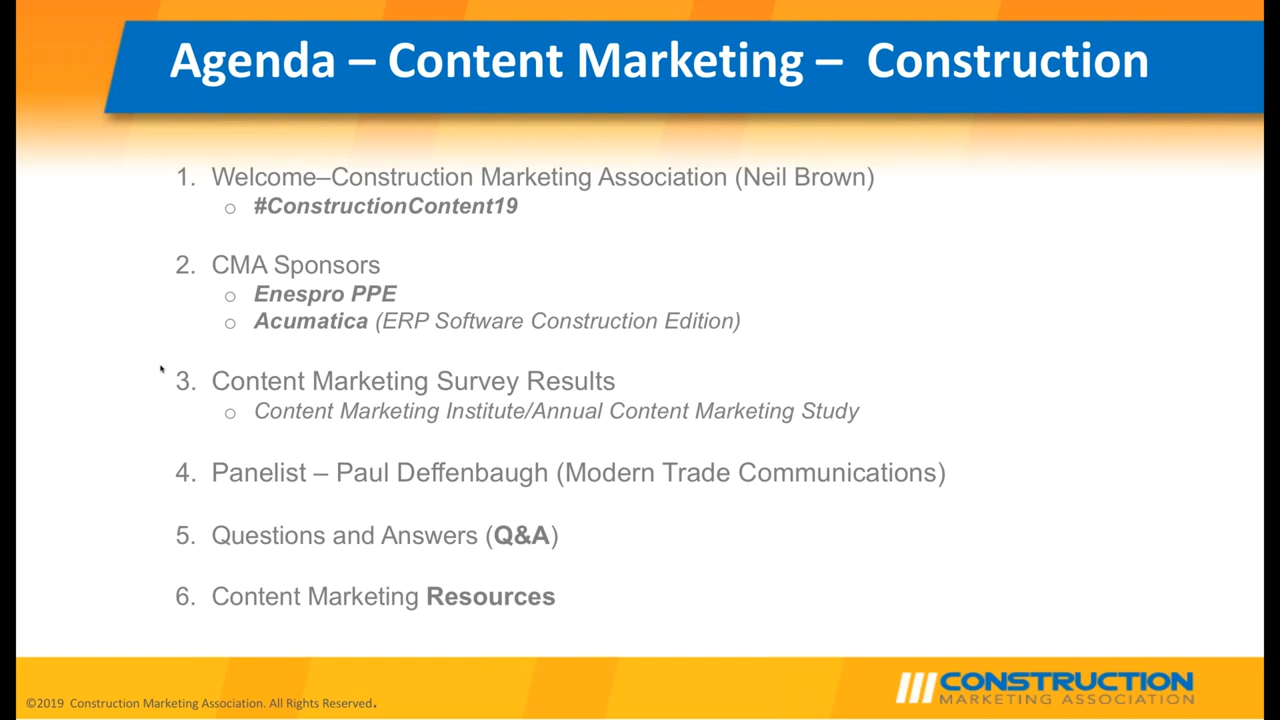 Agenda – Content Marketing – Construction
1. Welcome–Construction Marketing Association (Neil Brown)
o #ConstructionContent19
2. CMA Sponsors
o Enespro PPE
o Acumatica (ERP Software Construction Edition)
3. Content Marketing Survey Results
o Content Marketing Institute/Annual Content Marketing Study
4. Panelist – Paul Deffenbaugh (Modern Trade Communications)
5. Questions and Answers (Q&A)
6. Content Marketing Resources
©2019 Construction Marketing Association. All Rights Reserved.
CONSTRUCTION
MARKETING ASSOCIATION